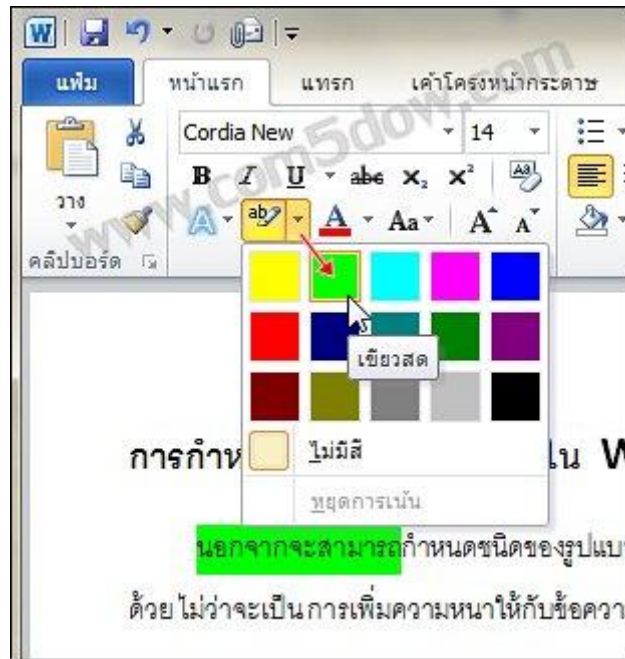 แฟ้ม หน้าแรก แทรก เค้าโครงหน้ากระดาษ
Cordia New 14
B I U abc X₂ X² Aa
วาง
ab A Aa A A
คลิปบอร์ด
www.com5dow.com
เขียวสด
ไม่มีสี
หยุดการเน้น
การกำห ใน W
นอกจากจะสามารถกำหนดชนิดของรูปแบบ
ด้วย ไม่ว่าจะเป็นการเพิ่มความหนาให้กับข้อควา